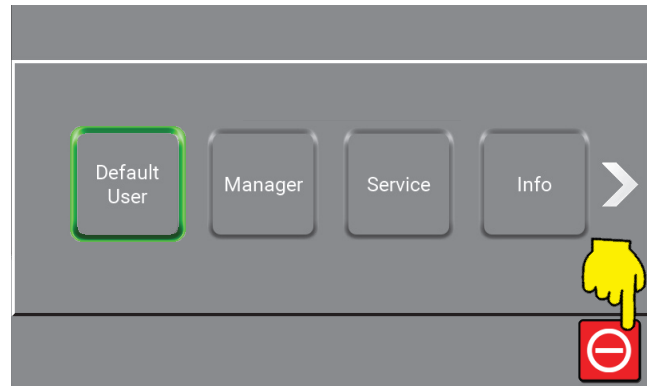 Default
User
Manager
Service
Info